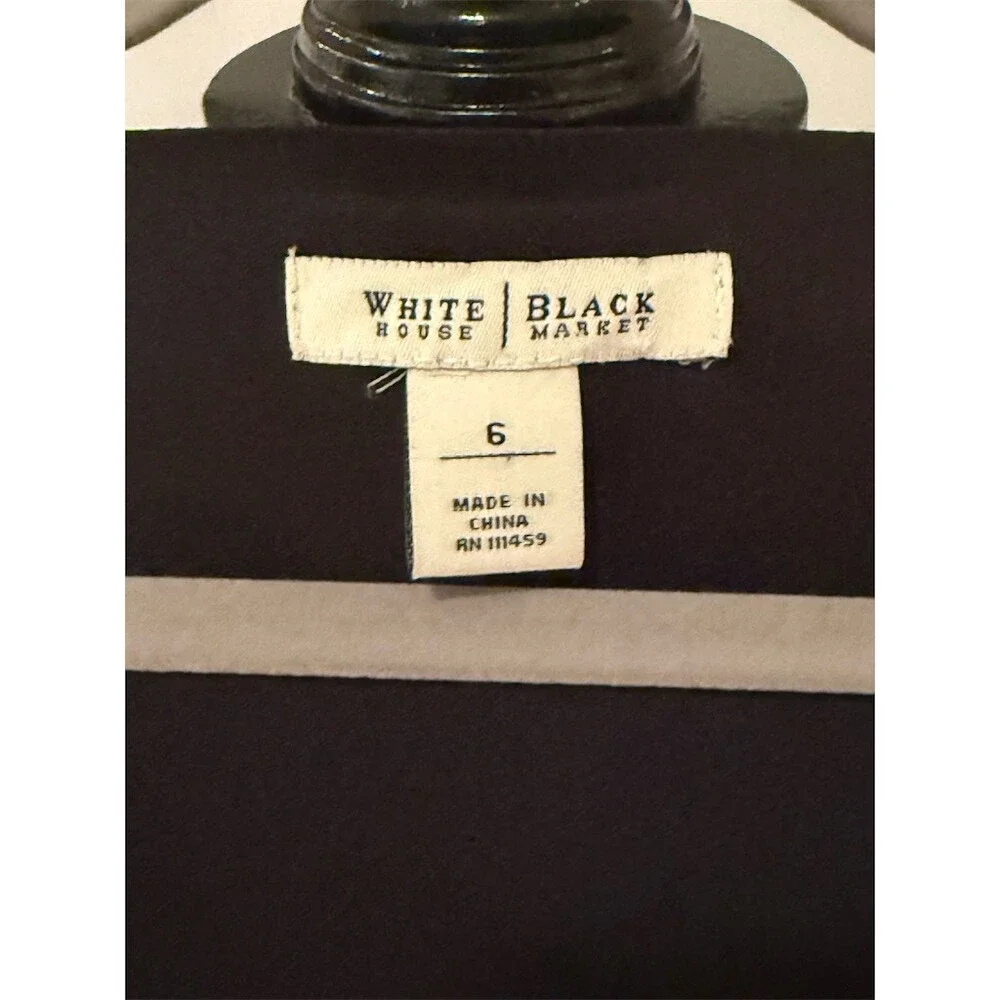 WHITE | BLACK
HOUSE | MARKET
6
MADE IN
CHINA
RN 111459